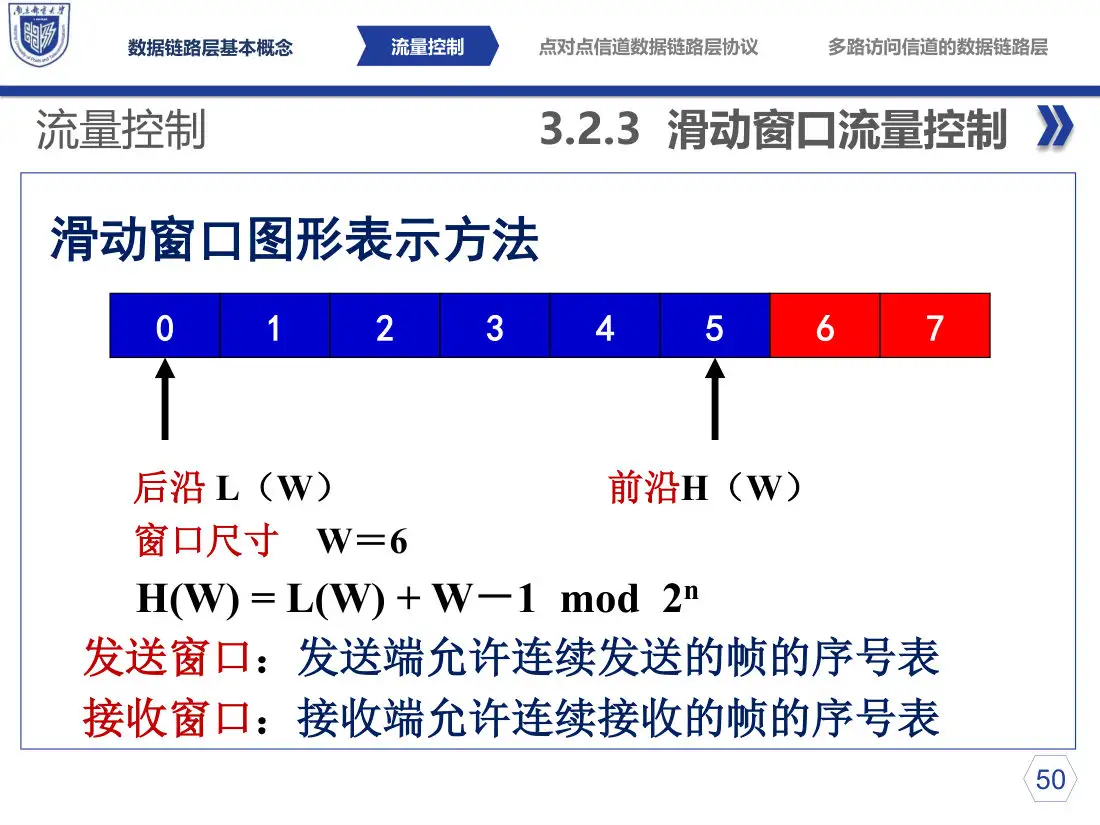 数据链路层基本概念 流量控制 点对点信道数据链路层协议 多路访问信道的数据链路层
流量控制 3.2.3 滑动窗口流量控制
滑动窗口图形表示方法
0 1 2 3 4 5 6 7
后沿 L（W） 前沿H（W）
窗口尺寸 W＝6
H(W) = L(W) + W－1 mod 2ⁿ
发送窗口：发送端允许连续发送的帧的序号表
接收窗口：接收端允许连续接收的帧的序号表
50